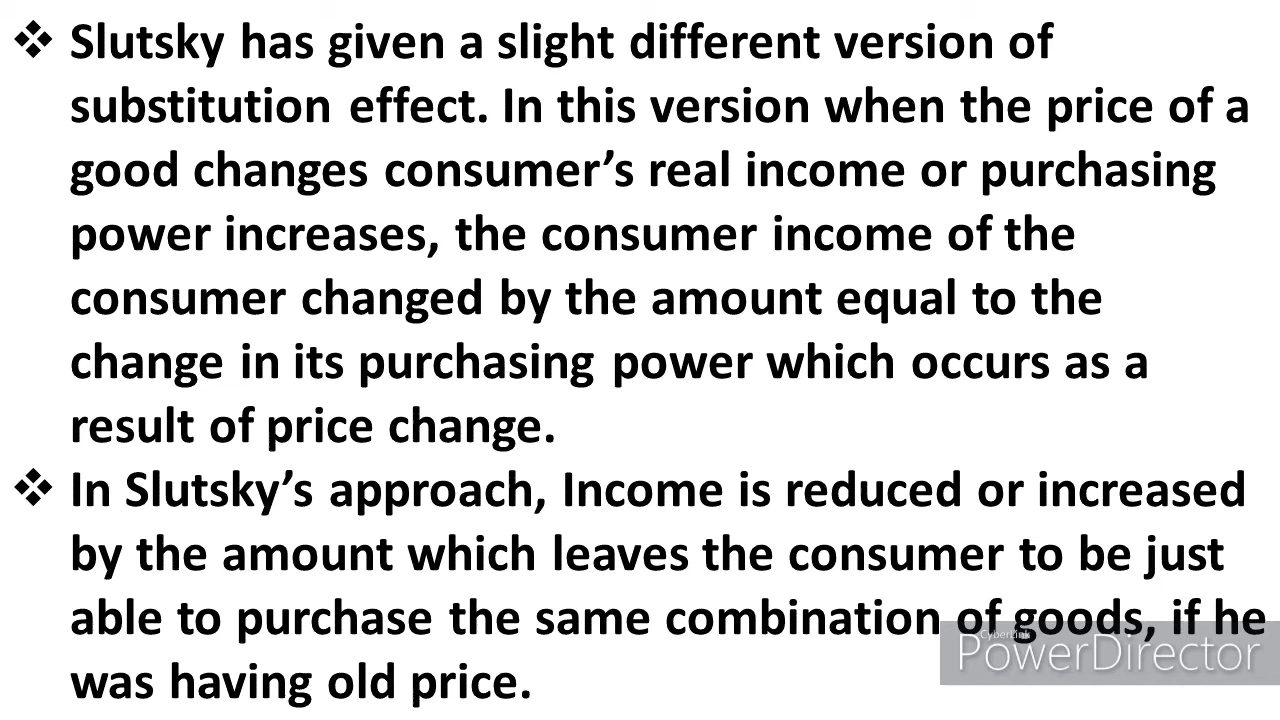 ❖ Slutsky has given a slight different version of
substitution effect. In this version when the price of a
good changes consumer’s real income or purchasing
power increases, the consumer income of the
consumer changed by the amount equal to the
change in its purchasing power which occurs as a
result of price change.
❖ In Slutsky’s approach, Income is reduced or increased
by the amount which leaves the consumer to be just
able to purchase the same combination of goods, if he
was having old price.
CyberLink
PowerDirector